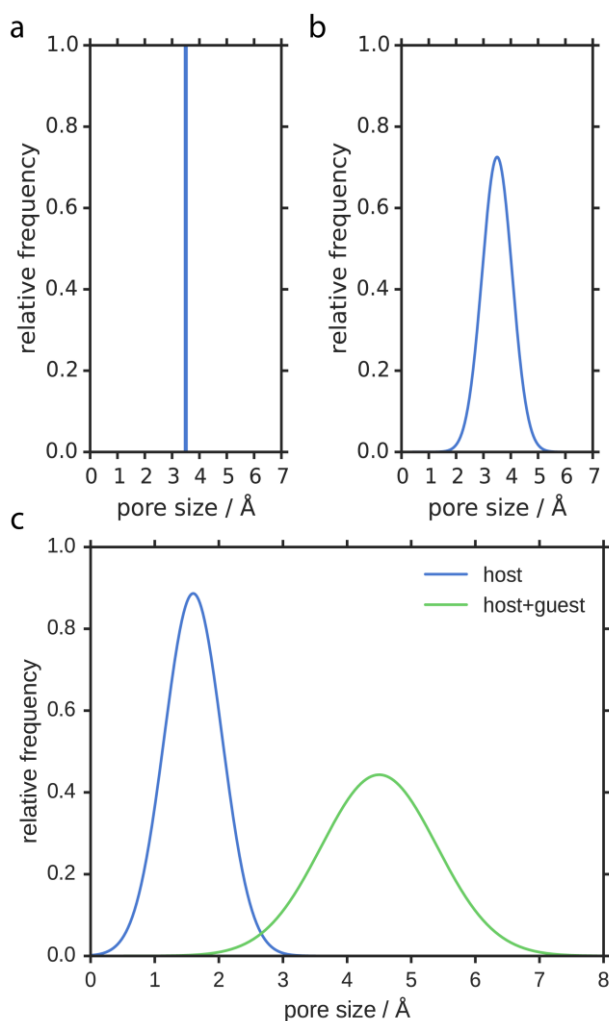 a
b
1.0
0.8
0.6
0.4
0.2
0.0
relative frequency
0 1 2 3 4 5 6 7
pore size / Å
1.0
0.8
0.6
0.4
0.2
0.0
relative frequency
0 1 2 3 4 5 6 7
pore size / Å
c
1.0
0.8
0.6
0.4
0.2
0.0
relative frequency
host
host+guest
0 1 2 3 4 5 6 7 8
pore size / Å